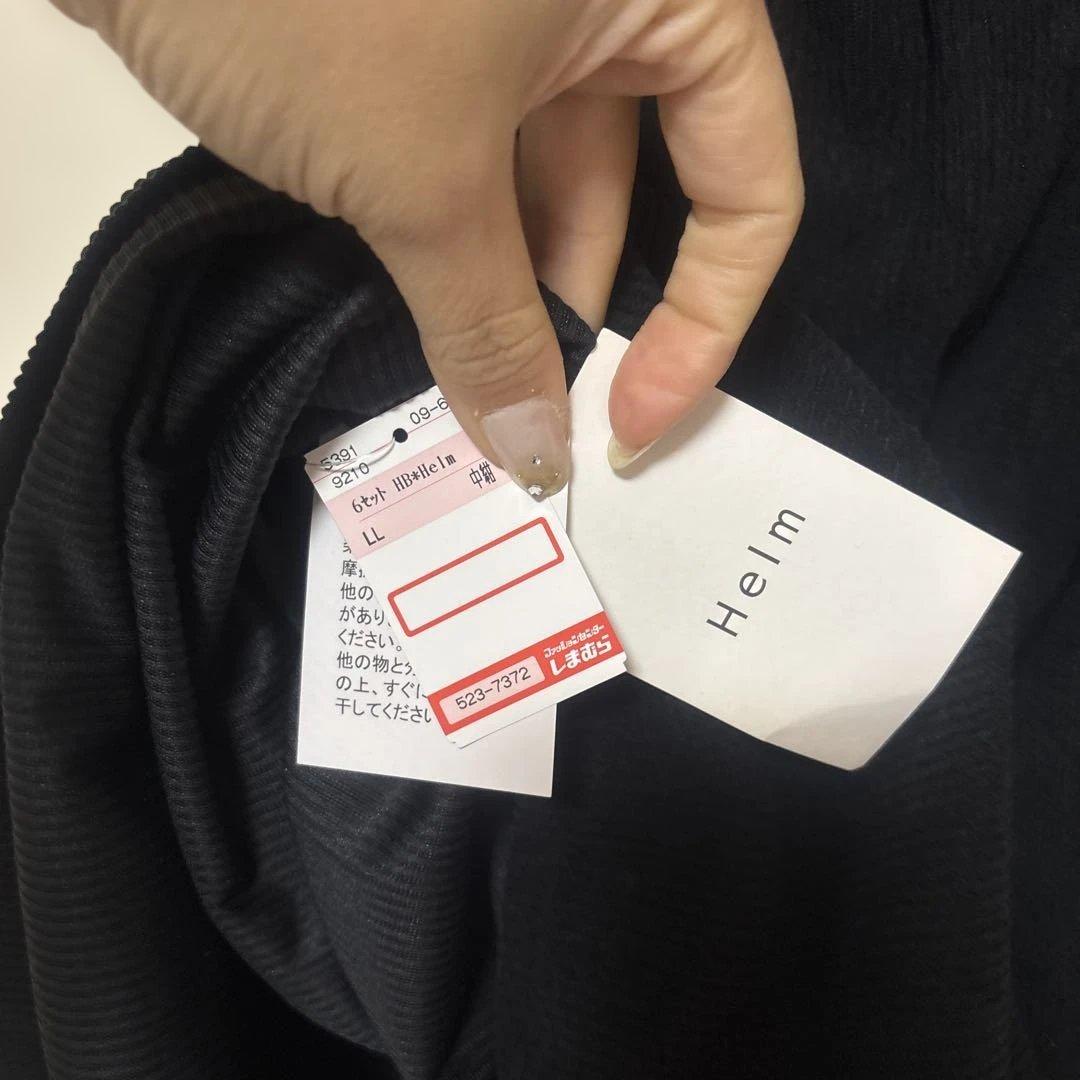 5391
9210
09-6
6セット HB*Helm
中紺
LL
摩
他の
があり
ください。
他の物と
の上、すぐに
干してくださ
ファッションセンター
しまむら
523-7372
Helm